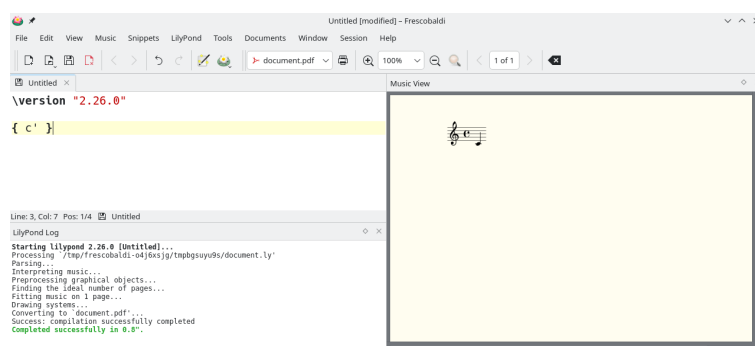 Untitled [modified] – Frescobaldi
File Edit View Music Snippets LilyPond Tools Documents Window Session Help
document.pdf 100% 1 of 1
Untitled
Music View
\version "2.26.0"
{ c' }
Line: 3, Col: 7 Pos: 1/4 Untitled
LilyPond Log
Starting lilypond 2.26.0 [Untitled]...
Processing `/tmp/frescobaldi-o4j6xsjg/tmpbgsuyu9s/document.ly'
Parsing...
Interpreting music...
Preprocessing graphical objects...
Finding the ideal number of pages...
Fitting music on 1 page...
Drawing systems...
Converting to `document.pdf'...
Success: compilation successfully completed
Completed successfully in 0.8".